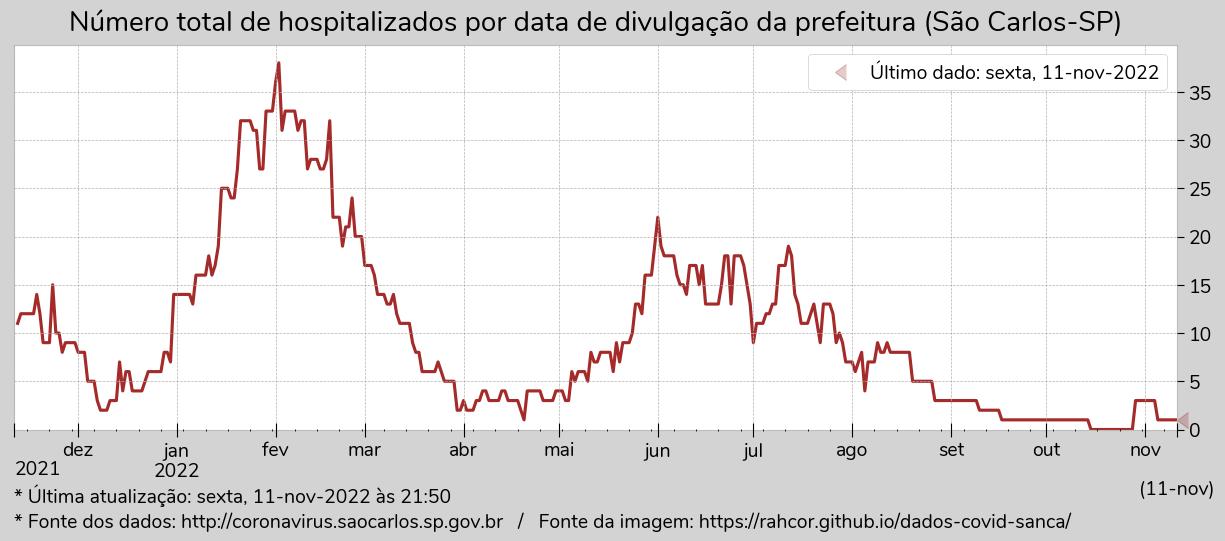 Número total de hospitalizados por data de divulgação da prefeitura (São Carlos-SP)
Último dado: sexta, 11-nov-2022
35
30
25
20
15
10
5
0
dez jan fev mar abr mai jun jul ago set out nov
2021 2022
(11-nov)
* Última atualização: sexta, 11-nov-2022 às 21:50
* Fonte dos dados: http://coronavirus.saocarlos.sp.gov.br / Fonte da imagem: https://rahcor.github.io/dados-covid-sanca/